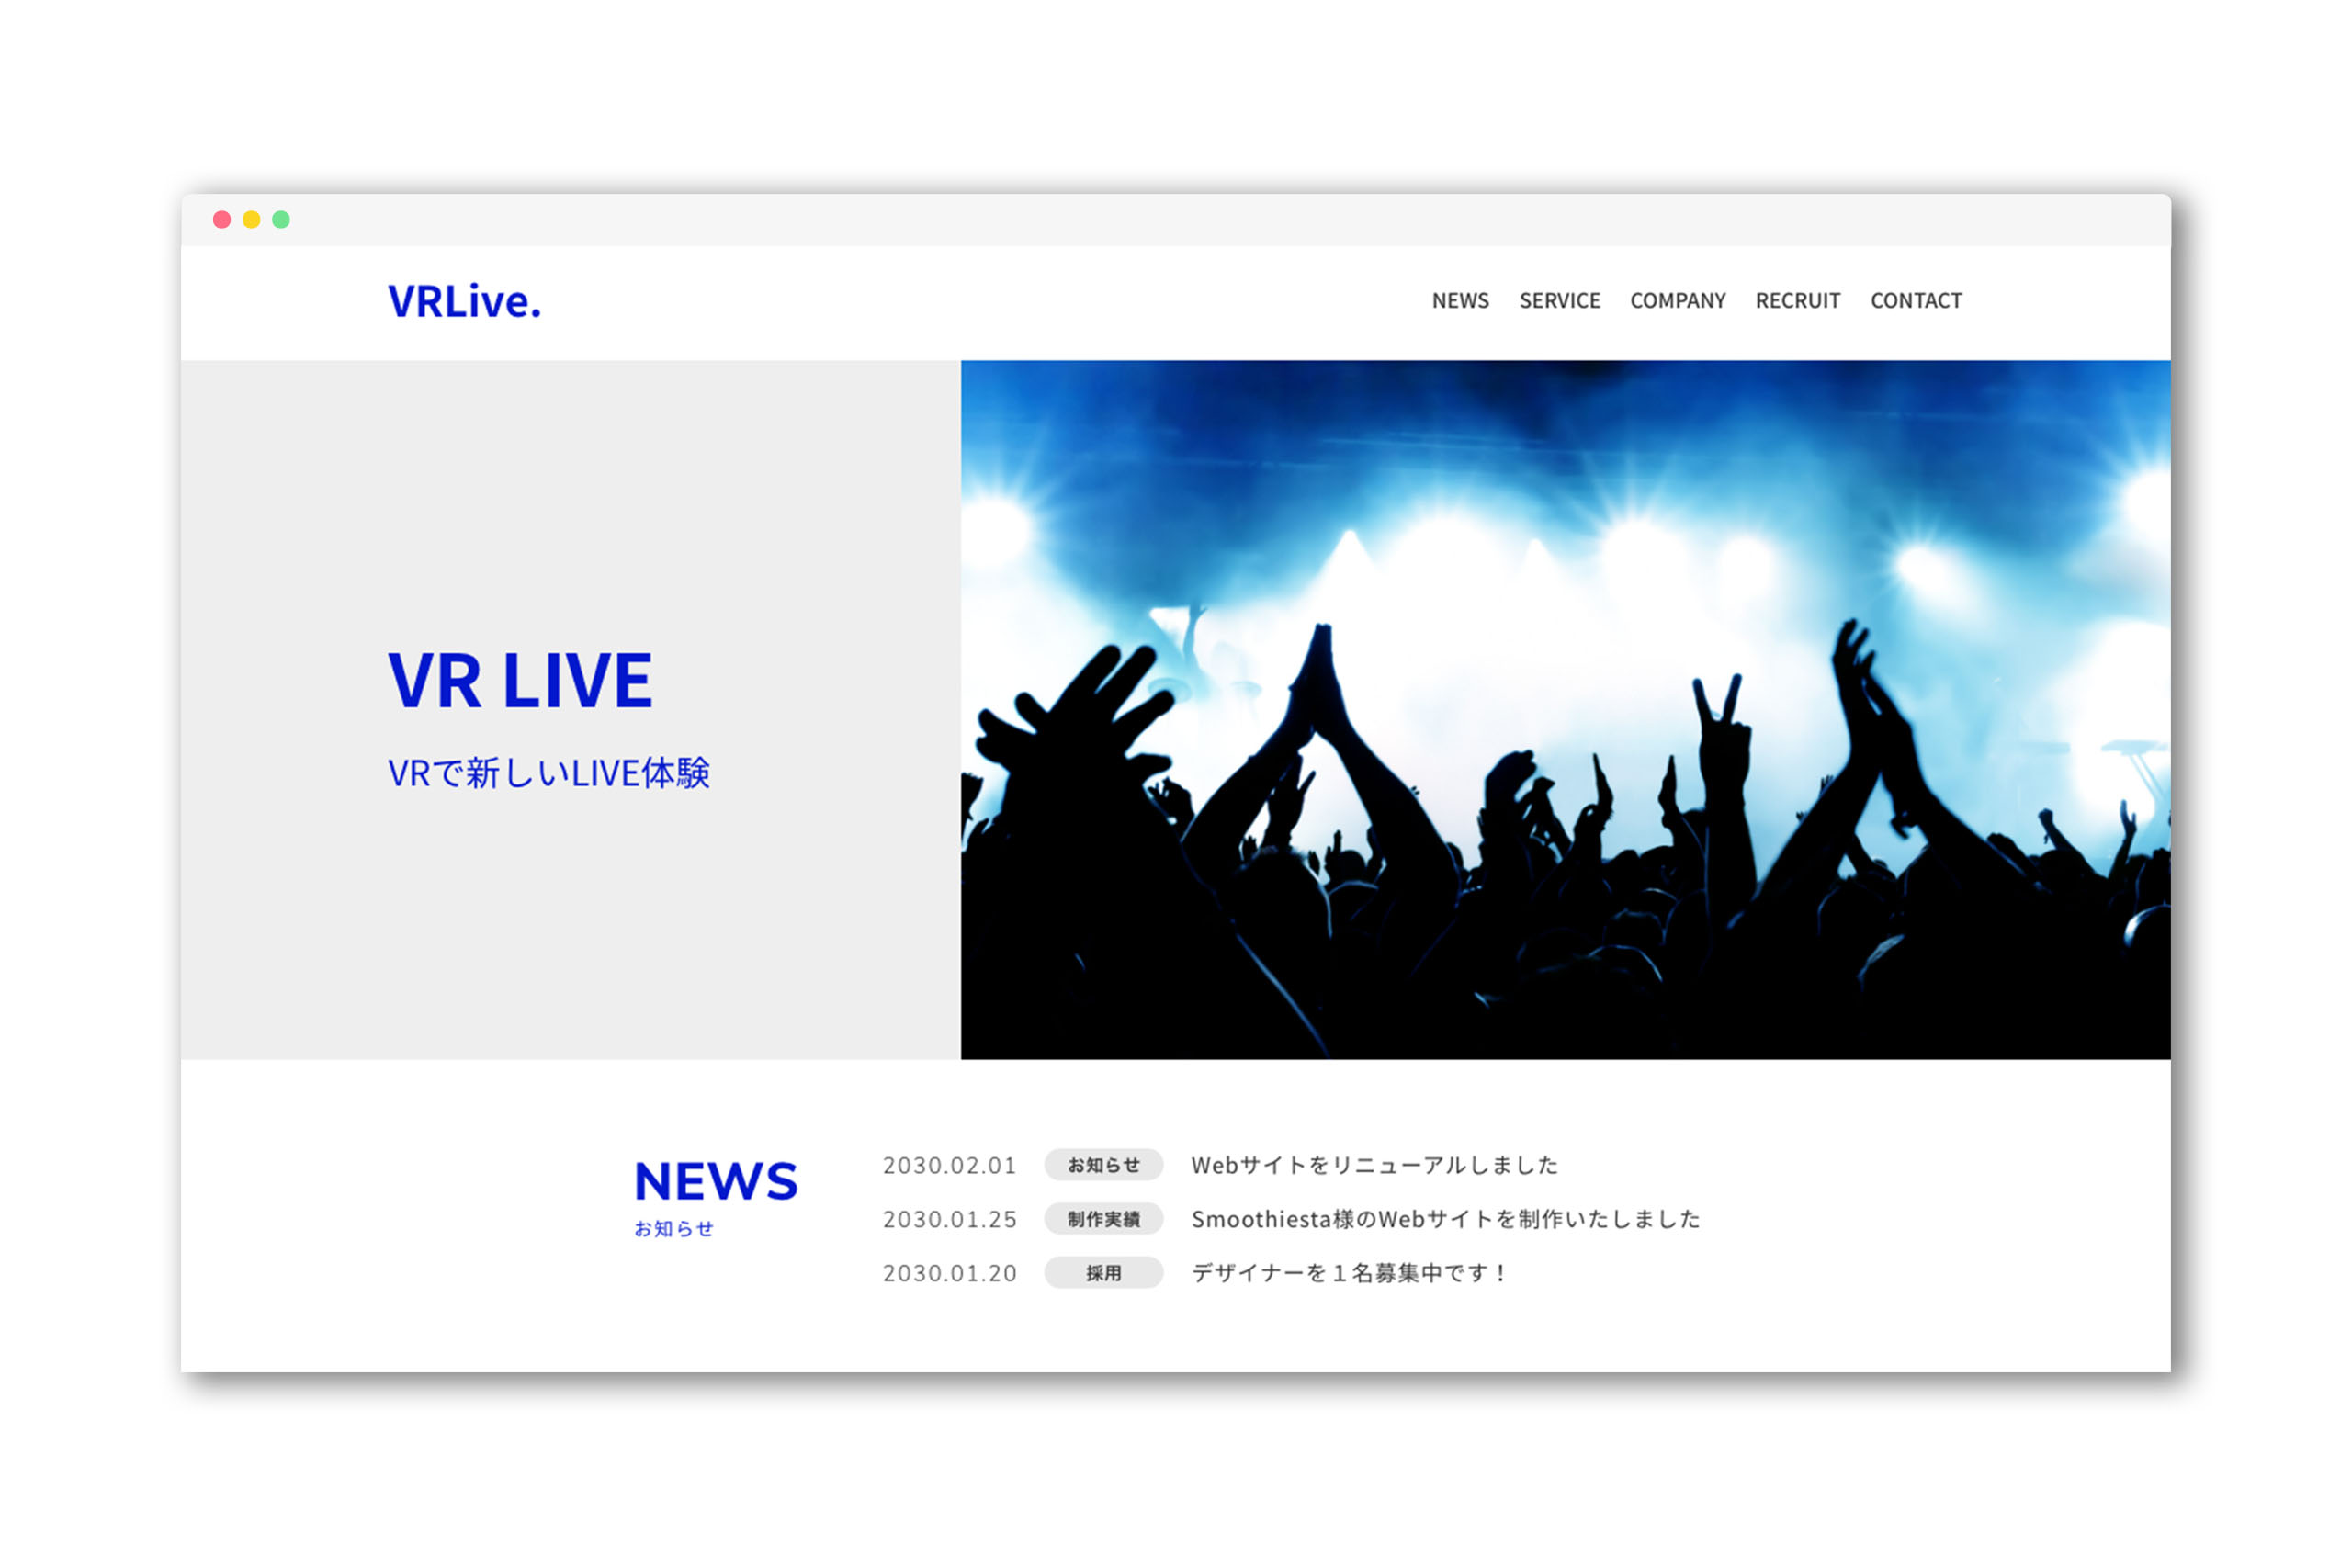 VRLive.
NEWS SERVICE COMPANY RECRUIT CONTACT
VR LIVE
VRで新しいLIVE体験
NEWS
お知らせ
2030.02.01 お知らせ Webサイトをリニューアルしました
2030.01.25 制作実績 Smoothiesta様のWebサイトを制作いたしました
2030.01.20 採用 デザイナーを１名募集中です！